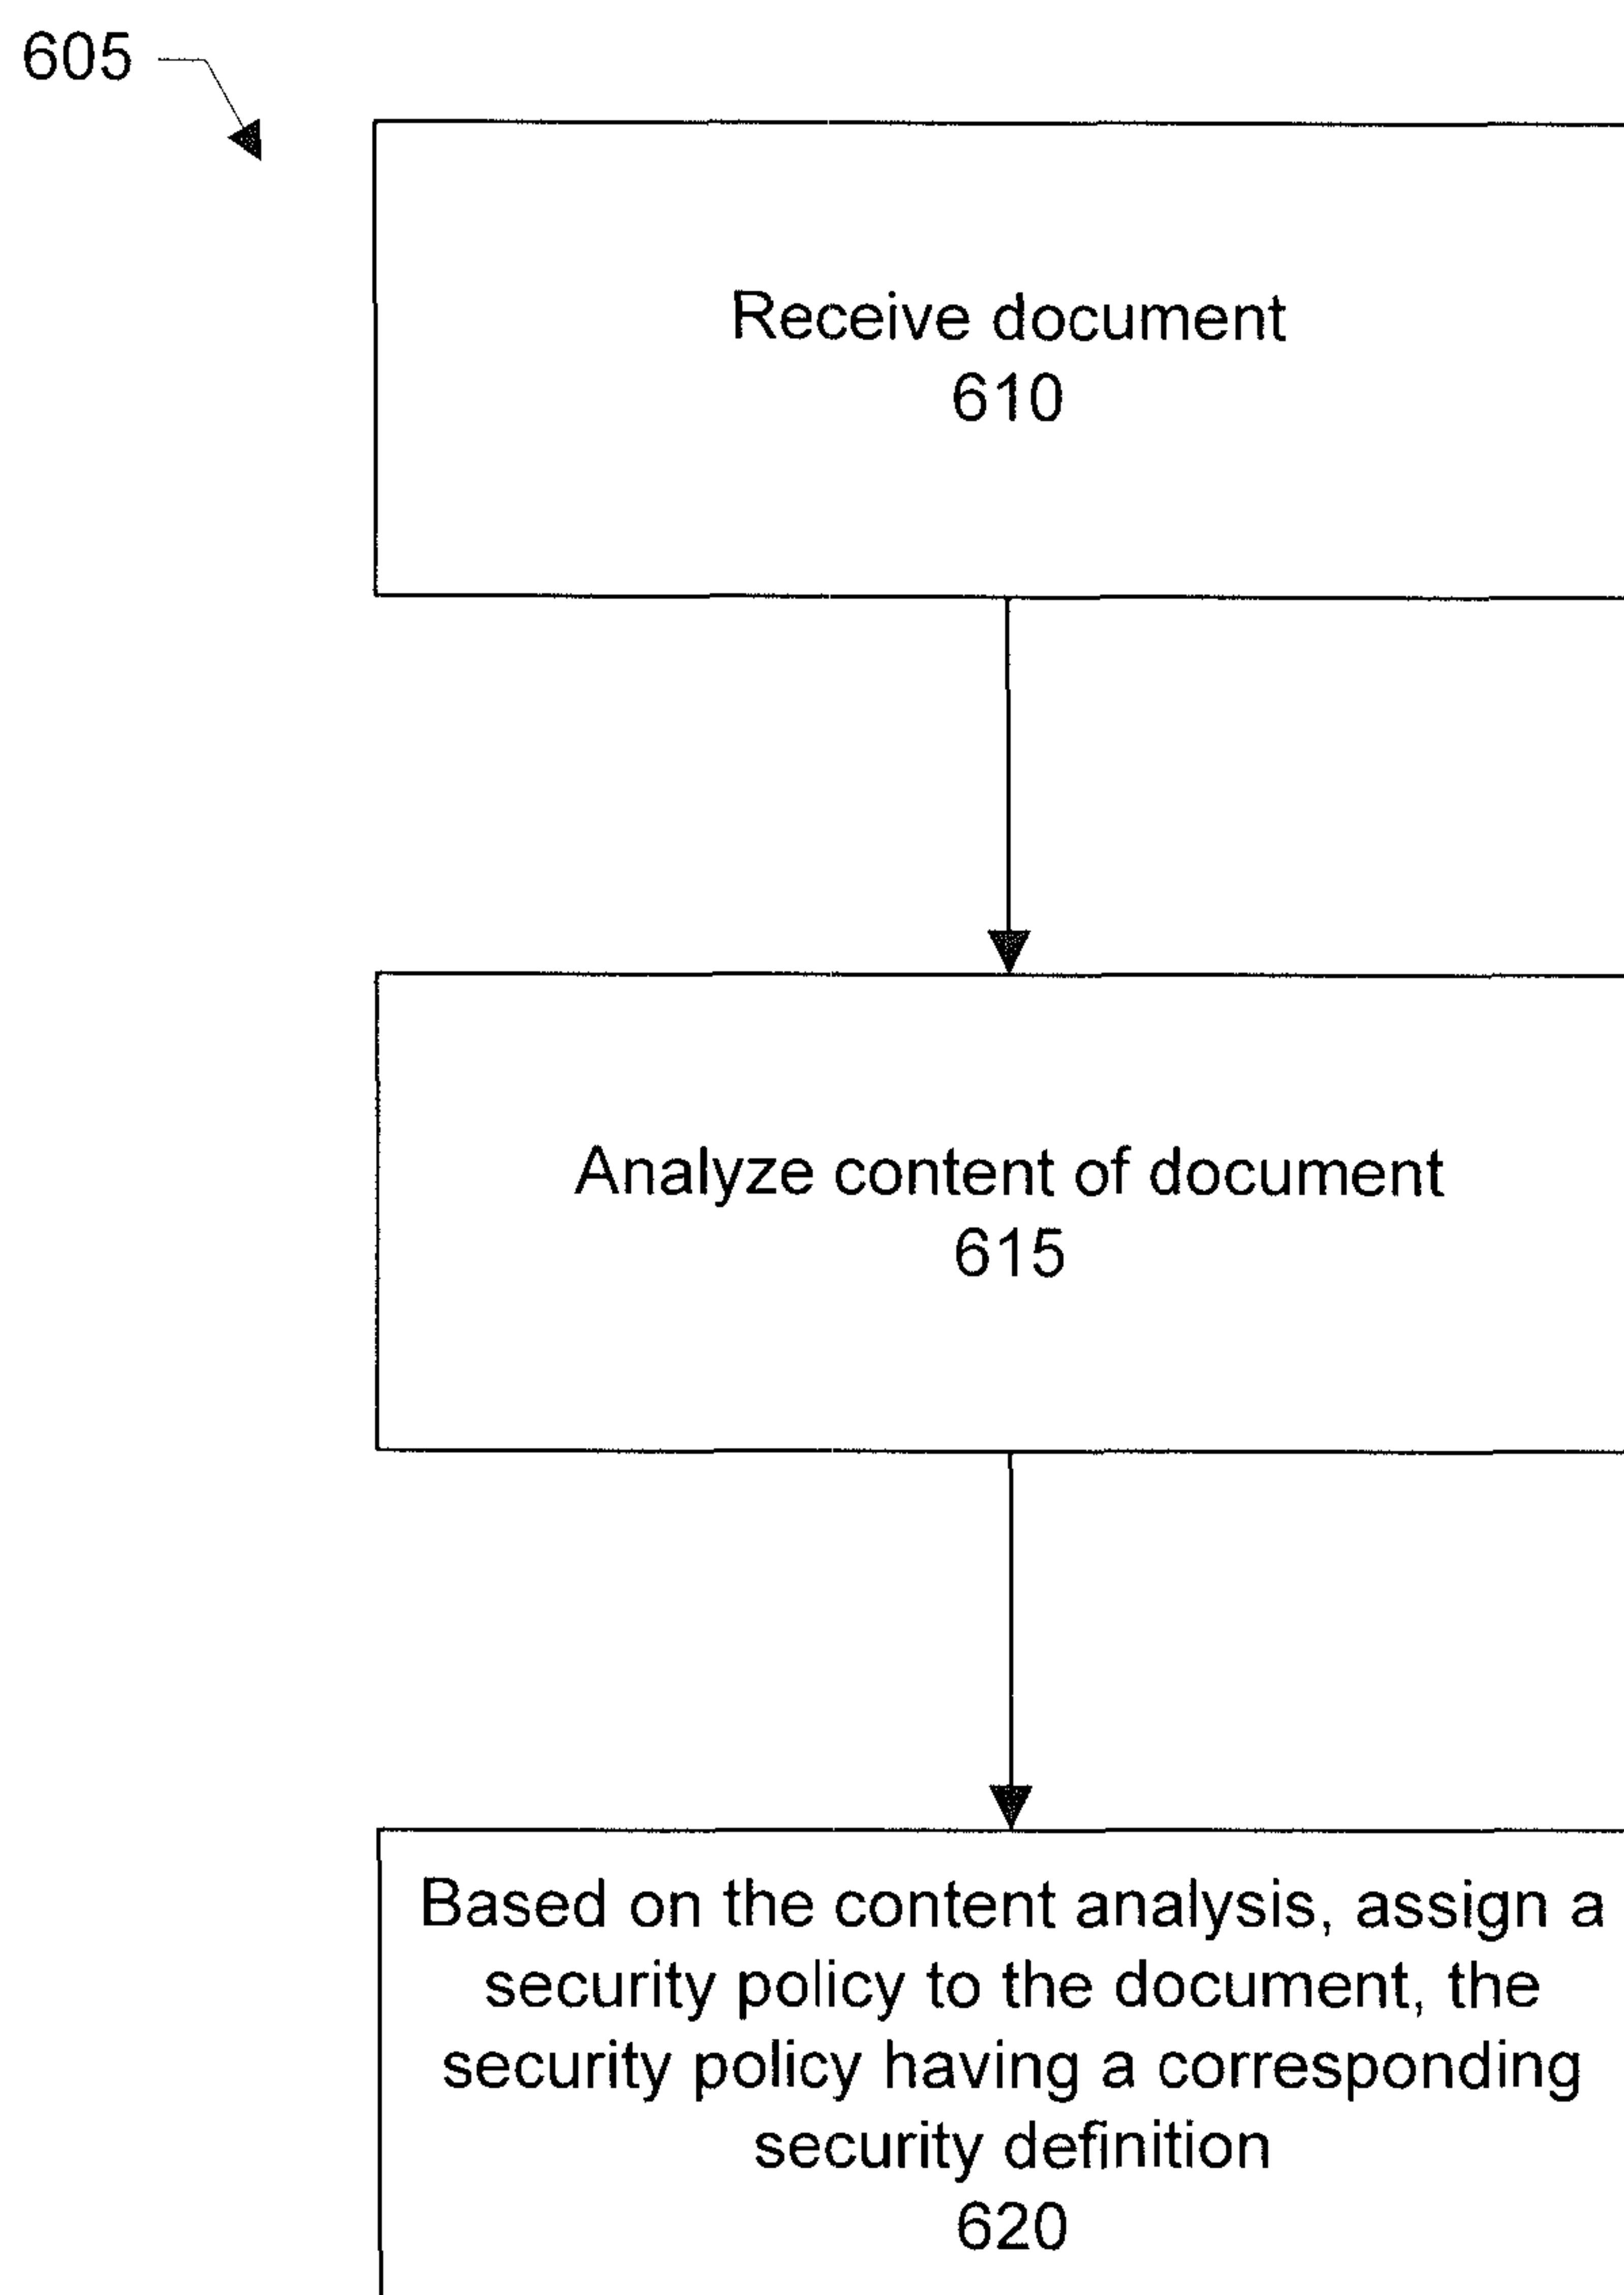 605
Receive document
610
Analyze content of document
615
Based on the content analysis, assign a
security policy to the document, the
security policy having a corresponding
security definition
620